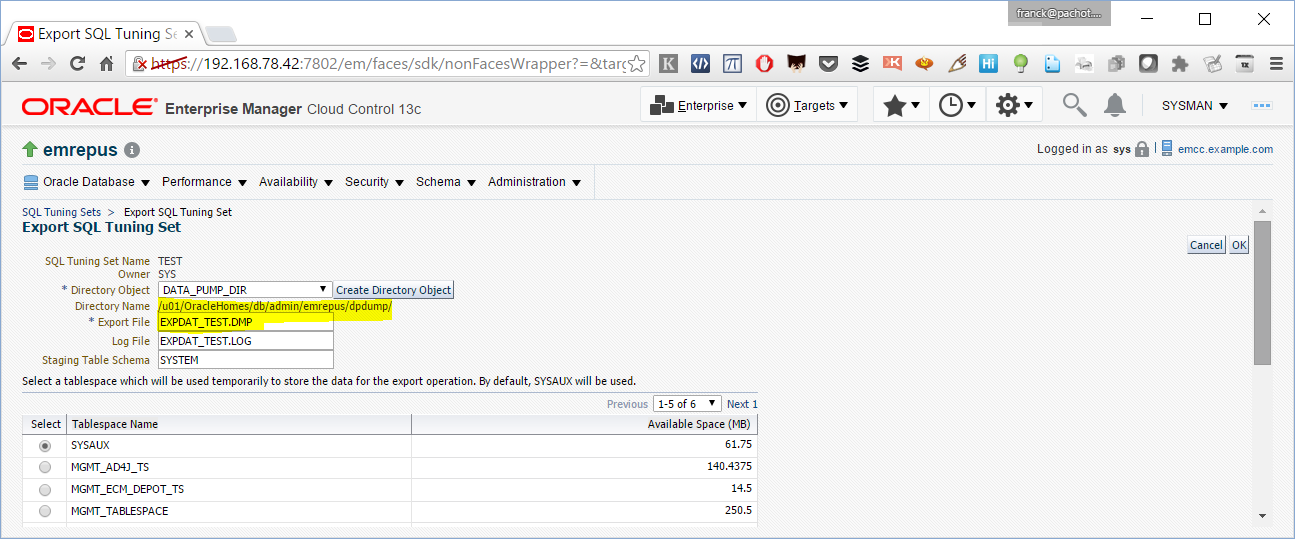 franck@pachot....
Export SQL Tuning Se
https://192.168.78.42:7802/em/faces/sdk/nonFacesWrapper?=&targ
ORACLE Enterprise Manager Cloud Control 13c
Enterprise Targets SYSMAN
emrepus
Logged in as sys emcc.example.com
Oracle Database Performance Availability Security Schema Administration
SQL Tuning Sets > Export SQL Tuning Set
Export SQL Tuning Set
Cancel OK
SQL Tuning Set Name TEST
Owner SYS
* Directory Object DATA_PUMP_DIR Create Directory Object
Directory Name /u01/OracleHomes/db/admin/emrepus/dpdump/
* Export File EXPDAT_TEST.DMP
Log File EXPDAT_TEST.LOG
Staging Table Schema SYSTEM
Select a tablespace which will be used temporarily to store the data for the export operation. By default, SYSAUX will be used.
Previous 1-5 of 6 Next 1
Select Tablespace Name Available Space (MB)
SYSAUX 61.75
MGMT_AD4J_TS 140.4375
MGMT_ECM_DEPOT_TS 14.5
MGMT_TABLESPACE 250.5